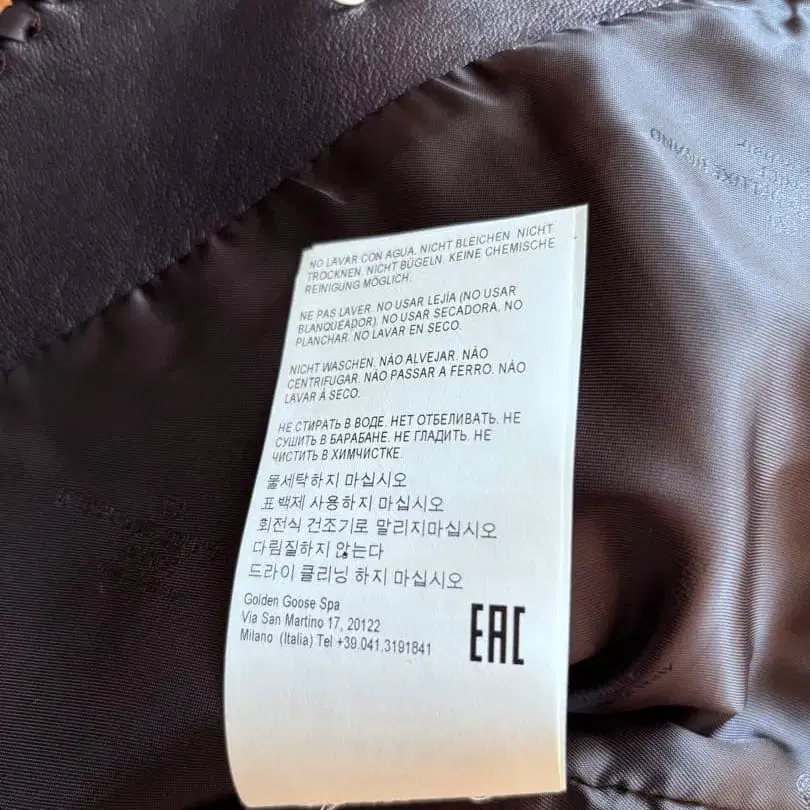 NO LAVAR CON AGUA. NICHT BLEICHEN. NICHT
TROCKNEN. NICHT BÜGELN. KEINE CHEMISCHE
REINIGUNG MÖGLICH.
NE PAS LAVER. NO USAR LEJÍA (NO USAR
BLANQUEADOR). NO USAR SECADORA. NO
PLANCHAR. NO LAVAR EN SECO.
NICHT WASCHEN. NÃO ALVEJAR. NÃO
CENTRIFUGAR. NÃO PASSAR A FERRO. NÃO
LAVAR À SECO.
НЕ СТИРАТЬ В ВОДЕ. НЕТ ОТБЕЛИВАТЬ. НЕ
СУШИТЬ В БАРАБАНЕ. НЕ ГЛАДИТЬ. НЕ
ЧИСТИТЬ В ХИМЧИСТКЕ.
물세탁하지 마십시오
표백제 사용하지 마십시오
회전식 건조기로 말리지마십시오
다림질하지 않는다
드라이 클리닝 하지 마십시오
Golden Goose Spa
Via San Martino 17, 20122
Milano (Italia) Tel +39.041.3191841
EAC